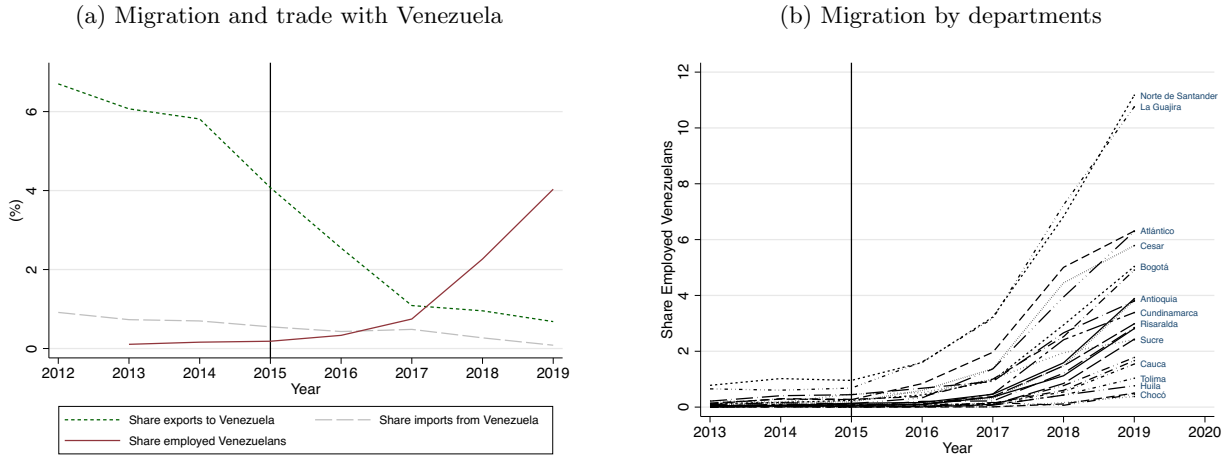 (a) Migration and trade with Venezuela
(%)
6
4
2
0
2012 2013 2014 2015 2016 2017 2018 2019
Year
Share exports to Venezuela
Share imports from Venezuela
Share employed Venezuelans
(b) Migration by departments
Share Employed Venezuelans
12
10
8
6
4
2
0
Norte de Santander
La Guajira
Atlántico
Cesar
Bogotá
Antioquia
Cundinamarca
Risaralda
Sucre
Cauca
Tolima
Huila
Chocó
2013 2014 2015 2016 2017 2018 2019 2020
Year